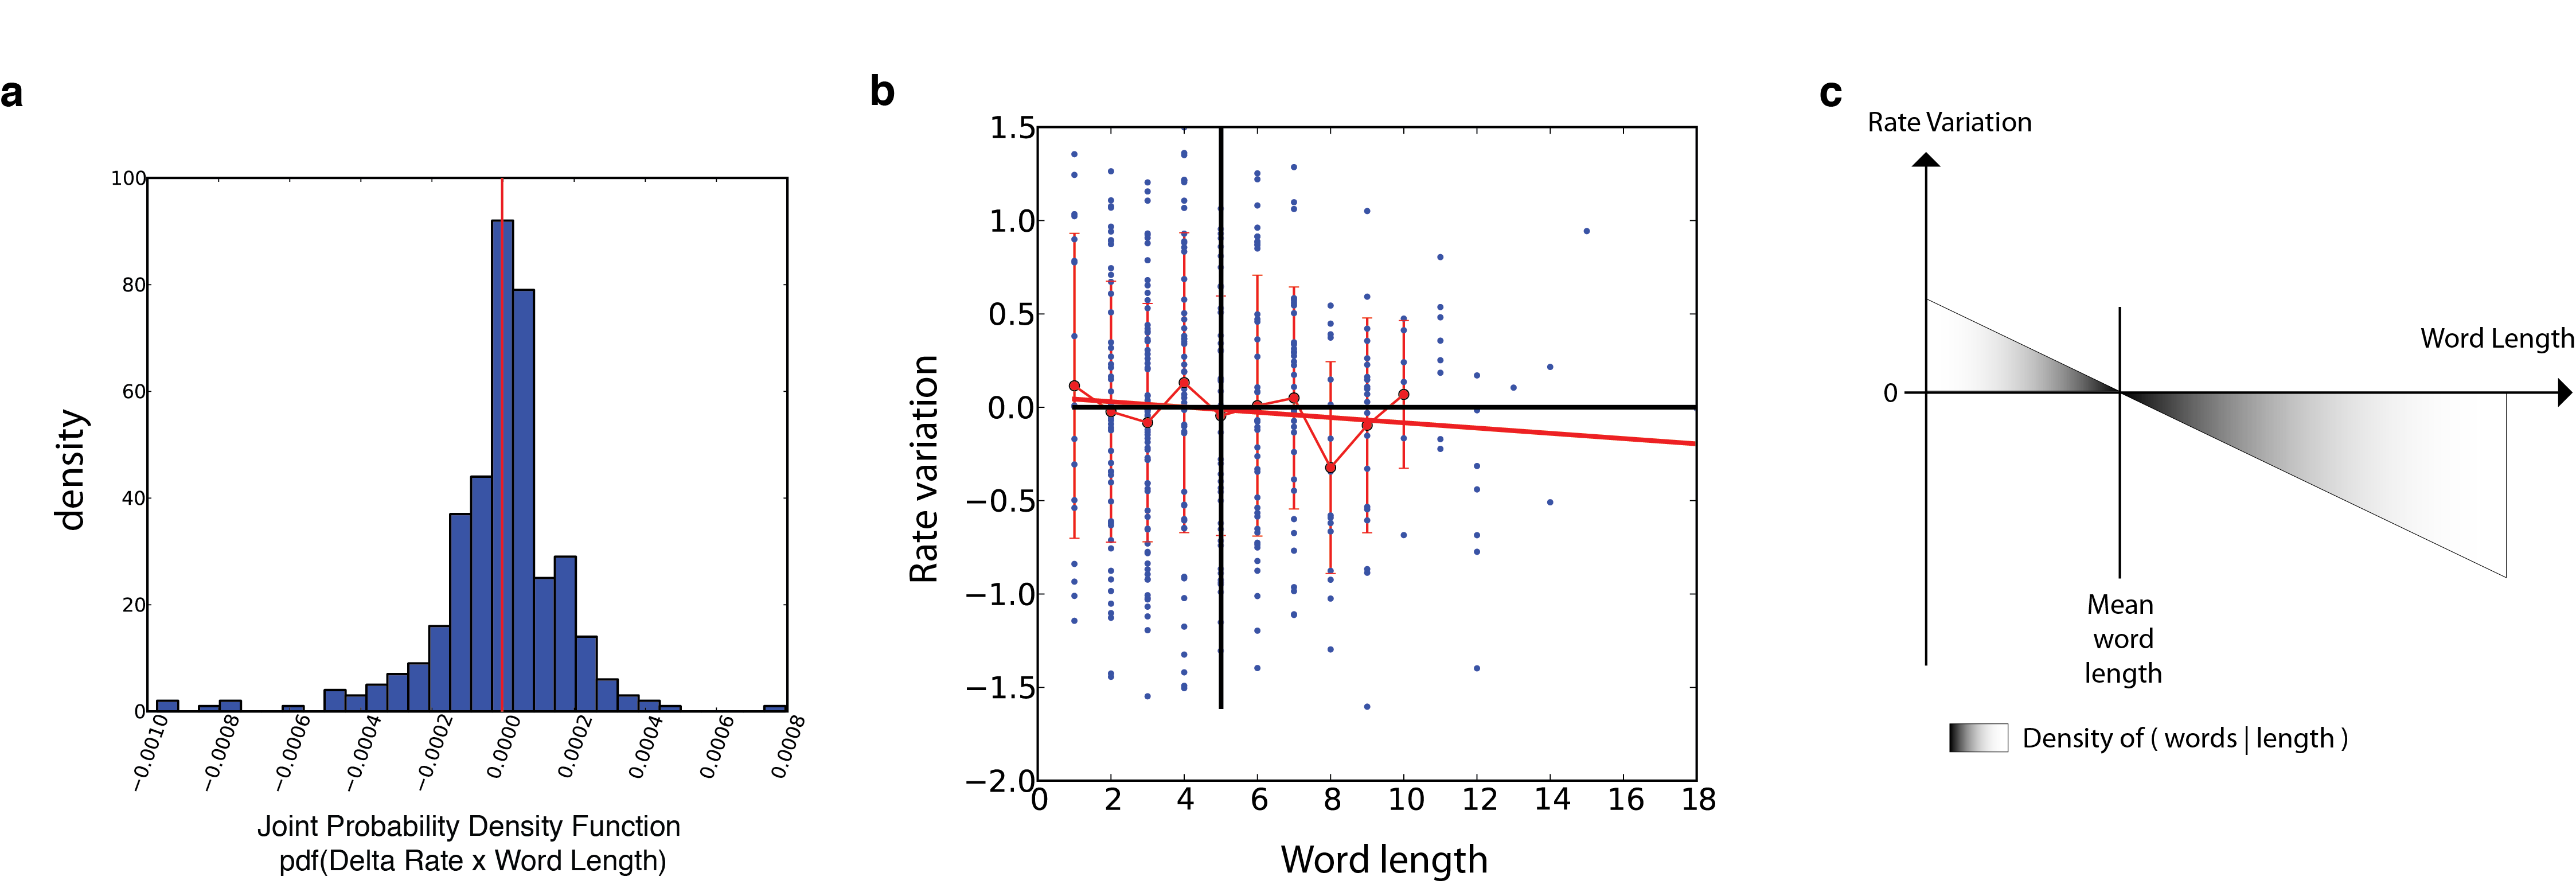 a
100
80
60
40
20
0
density
−0.0010
−0.0008
−0.0006
−0.0004
−0.0002
0.0000
0.0002
0.0004
0.0006
0.0008
Joint Probability Density Function
pdf(Delta Rate x Word Length)
b
1.5
1.0
0.5
0.0
−0.5
−1.0
−1.5
−2.0
Rate variation
0 2 4 6 8 10 12 14 16 18
Word length
c
Rate Variation
Word Length
0
Mean
word
length
Density of ( words | length )